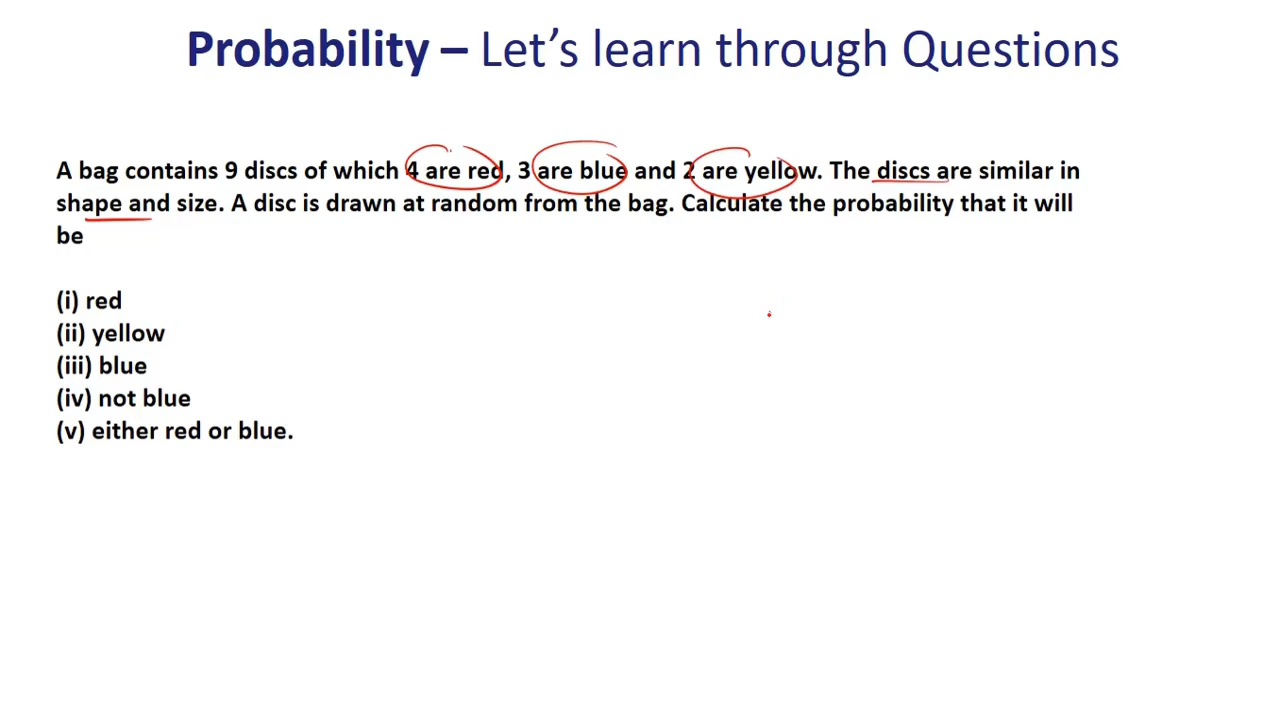 Probability – Let's learn through Questions
A bag contains 9 discs of which 4 are red, 3 are blue and 2 are yellow. The discs are similar in
shape and size. A disc is drawn at random from the bag. Calculate the probability that it will
be
(i) red
(ii) yellow
(iii) blue
(iv) not blue
(v) either red or blue.